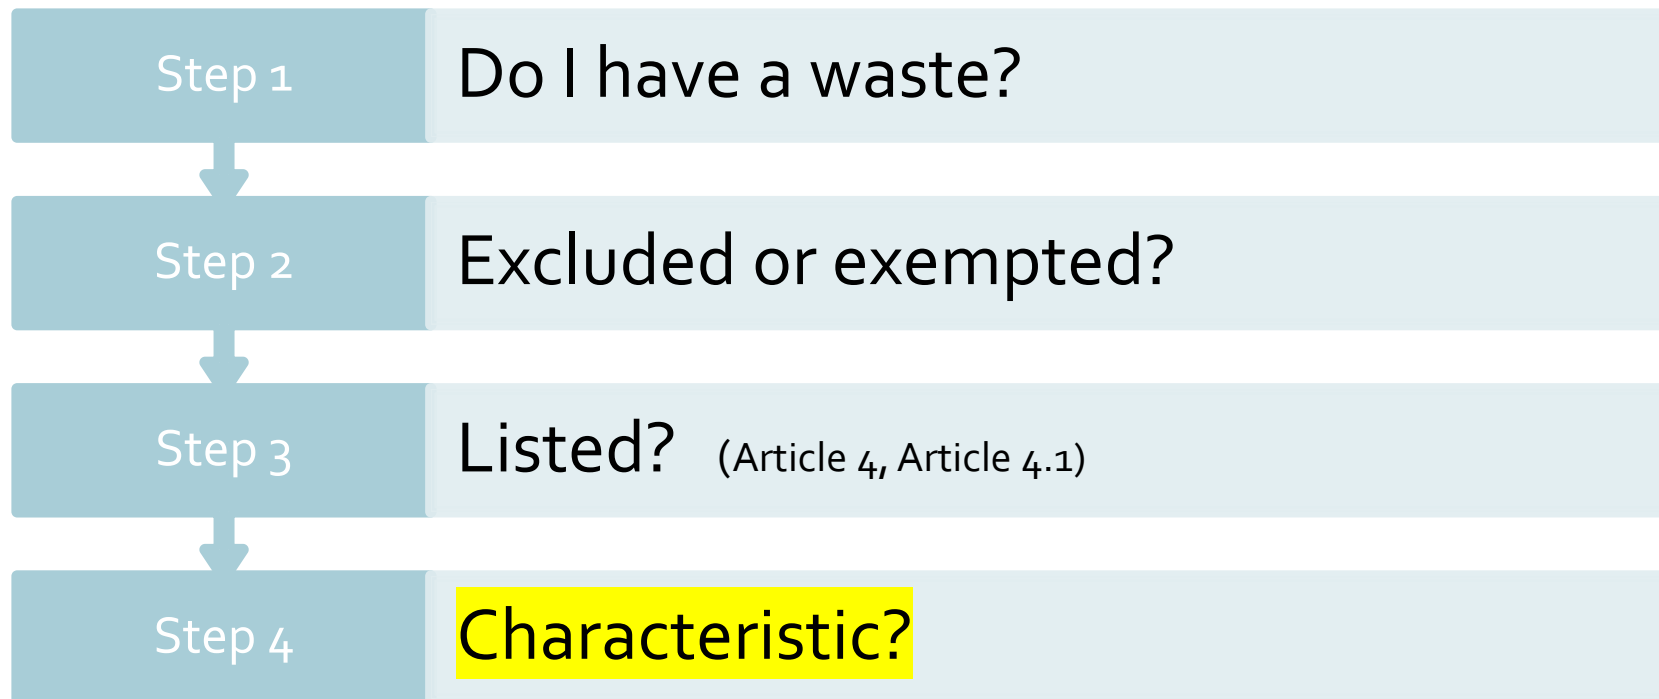 Step 1
Do I have a waste?
Step 2
Excluded or exempted?
Step 3
Listed? (Article 4, Article 4.1)
Step 4
Characteristic?